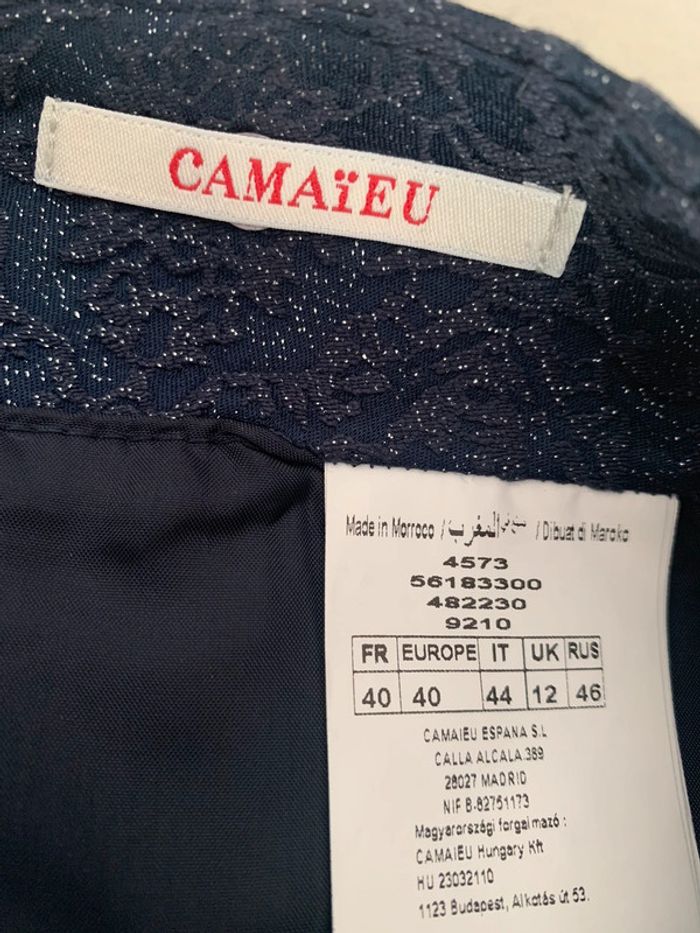 CAMAïEU
Made in Morroco / صنع في المغرب / Dibuat di Maroko
4573
56183300
482230
9210
FR EUROPE IT UK RUS
40 40 44 12 46
CAMAIEU ESPANA S.L
CALLA ALCALA.389
28027 MADRID
NIF B-82751173
Magyarországi forgalmazó :
CAMAIEU Hungary Kft
HU 23032110
1123 Budapest, Alkotás út 53.